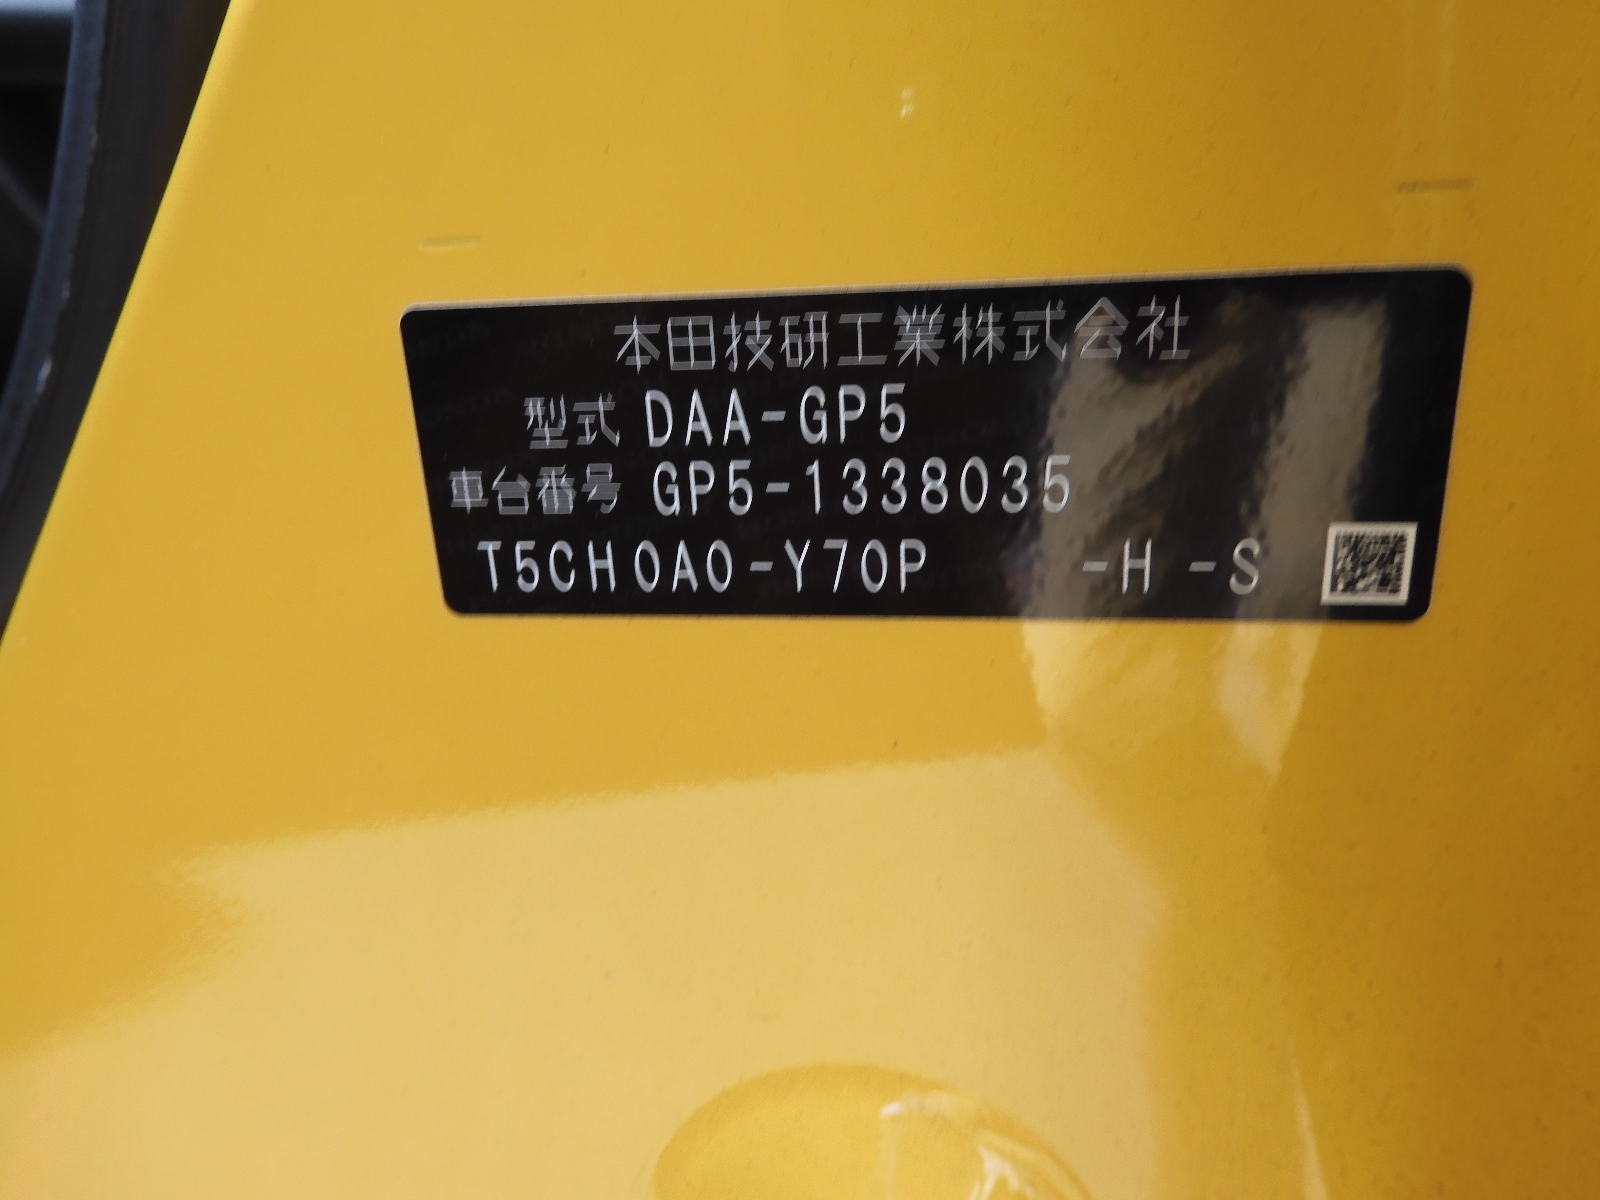 本田技研工業株式会社
型式 DAA-GP5
車台番号 GP5-1338035
T5CH0A0-Y70P -H -S